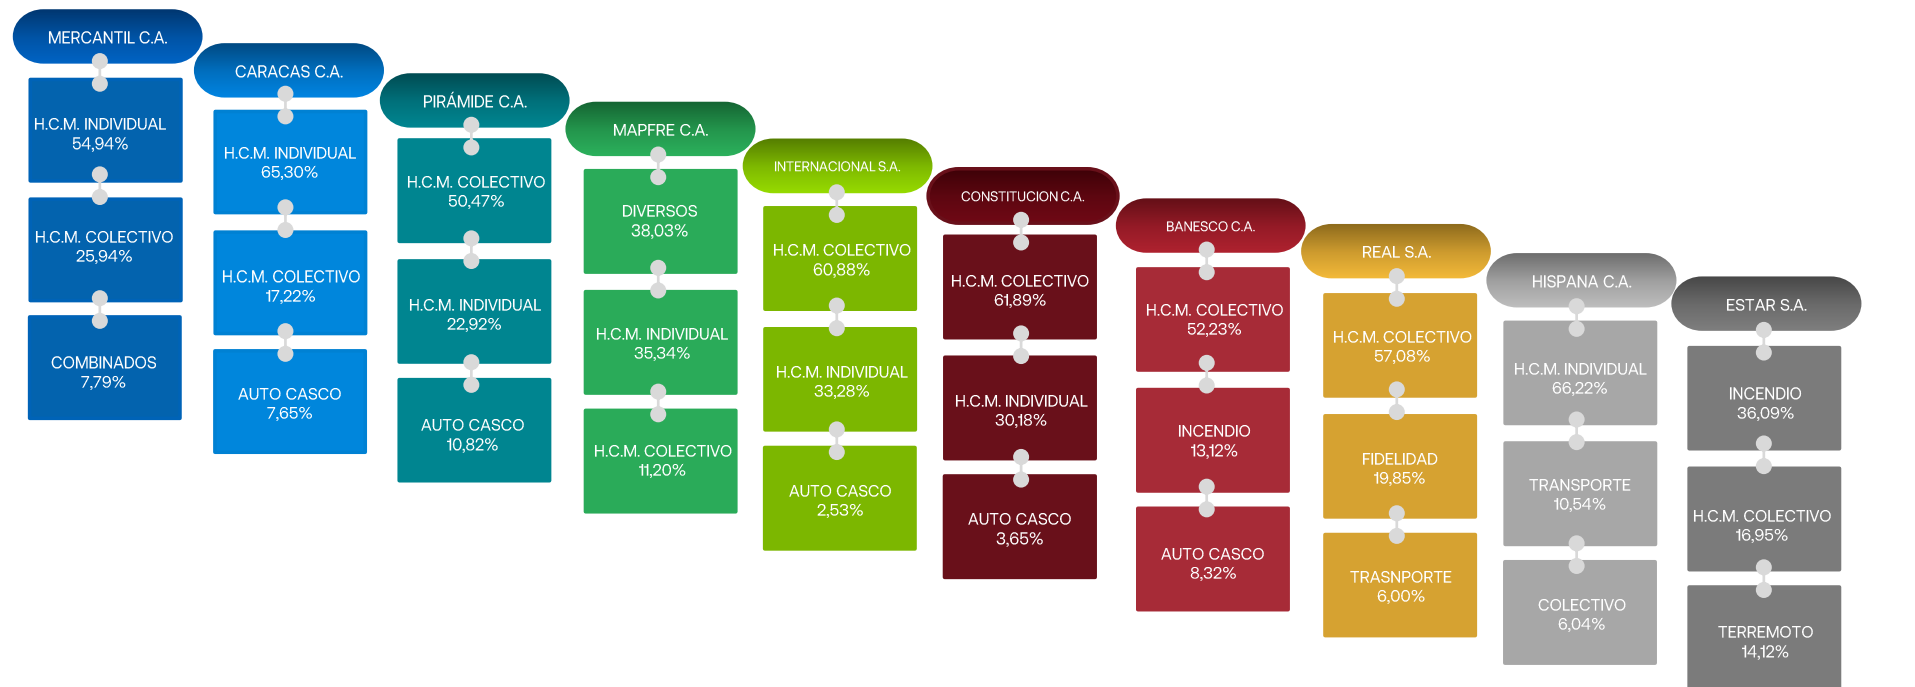 MERCANTIL C.A.
H.C.M. INDIVIDUAL
54,94%
H.C.M. COLECTIVO
25,94%
COMBINADOS
7,79%
CARACAS C.A.
H.C.M. INDIVIDUAL
65,30%
H.C.M. COLECTIVO
17,22%
AUTO CASCO
7,65%
PIRÁMIDE C.A.
H.C.M. COLECTIVO
50,47%
H.C.M. INDIVIDUAL
22,92%
AUTO CASCO
10,82%
MAPFRE C.A.
DIVERSOS
38,03%
H.C.M. INDIVIDUAL
35,34%
H.C.M. COLECTIVO
11,20%
INTERNACIONAL S.A.
H.C.M. COLECTIVO
60,88%
H.C.M. INDIVIDUAL
33,28%
AUTO CASCO
2,53%
CONSTITUCION C.A.
H.C.M. COLECTIVO
61,89%
H.C.M. INDIVIDUAL
30,18%
AUTO CASCO
3,65%
BANESCO C.A.
H.C.M. COLECTIVO
52,23%
INCENDIO
13,12%
AUTO CASCO
8,32%
REAL S.A.
H.C.M. COLECTIVO
57,08%
FIDELIDAD
19,85%
TRASNPORTE
6,00%
HISPANA C.A.
H.C.M. INDIVIDUAL
66,22%
TRANSPORTE
10,54%
COLECTIVO
6,04%
ESTAR S.A.
INCENDIO
36,09%
H.C.M. COLECTIVO
16,95%
TERREMOTO
14,12%